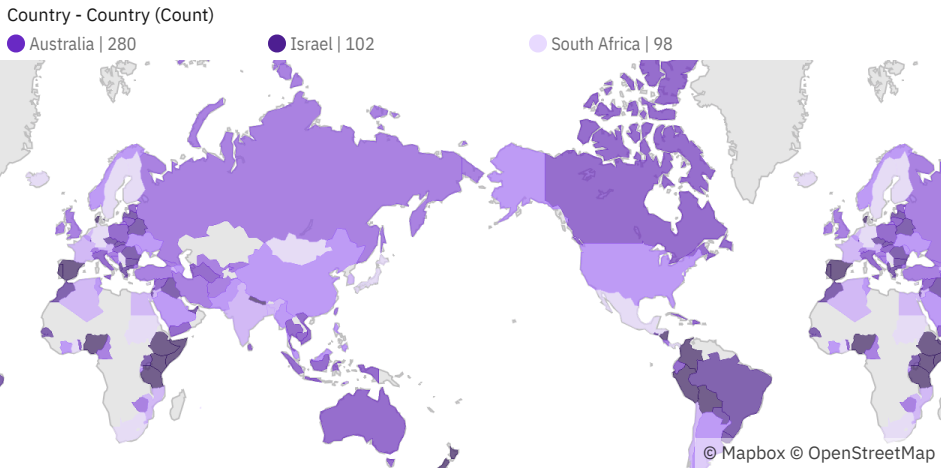 Country - Country (Count)
Australia | 280
Israel | 102
South Africa | 98
© Mapbox © OpenStreetMap